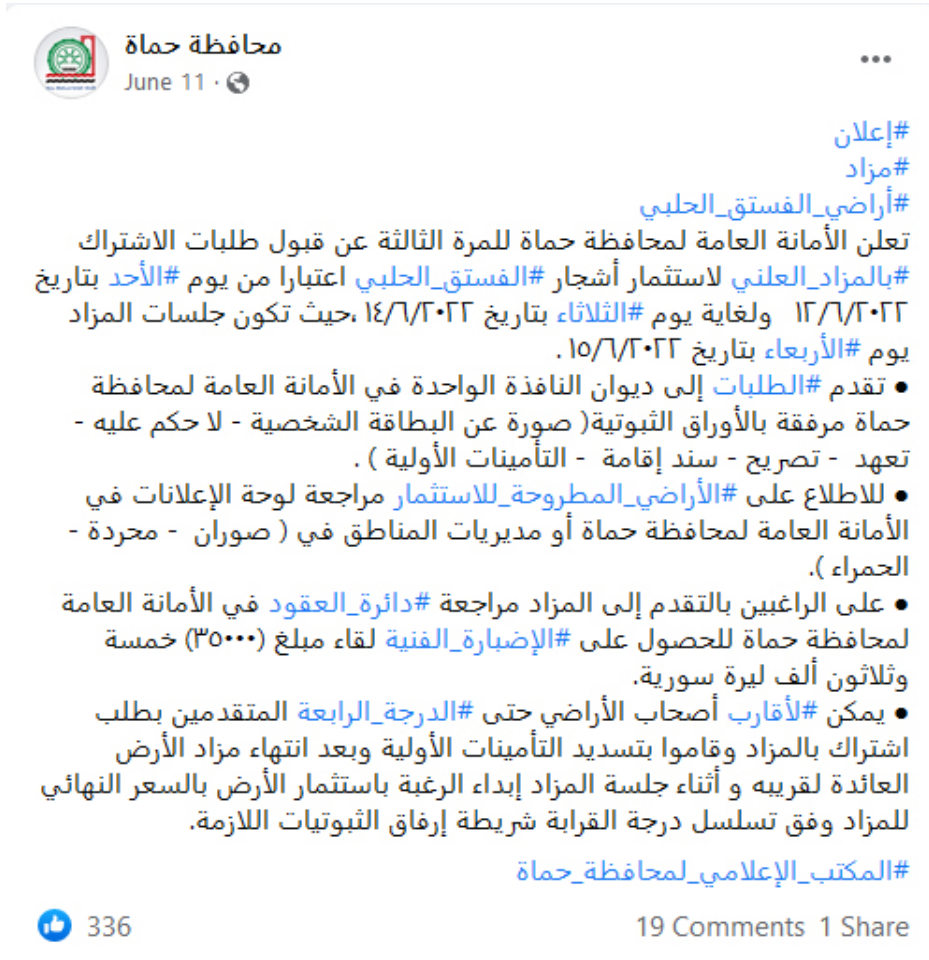 محافظة حماة
June 11 ·
#إعلان
#مزاد
#أراضي_الفستق_الحلبي
تعلن الأمانة العامة لمحافظة حماة للمرة الثالثة عن قبول طلبات الاشتراك
#بالمزاد_العلني لاستثمار أشجار #الفستق_الحلبي اعتبارا من يوم #الأحد بتاريخ
١٢/٦/٢٠٢٢ ولغاية يوم #الثلاثاء بتاريخ ١٤/٦/٢٠٢٢ ،حيث تكون جلسات المزاد
يوم #الأربعاء بتاريخ ١٥/٦/٢٠٢٢ .
● تقدم #الطلبات إلى ديوان النافذة الواحدة في الأمانة العامة لمحافظة
حماة مرفقة بالأوراق الثبوتية( صورة عن البطاقة الشخصية - لا حكم عليه -
تعهد - تصريح - سند إقامة - التأمينات الأولية ) .
● للاطلاع على #الأراضي_المطروحة_للاستثمار مراجعة لوحة الإعلانات في
الأمانة العامة لمحافظة حماة أو مديريات المناطق في ( صوران - محردة -
الحمراء ).
● على الراغبين بالتقدم إلى المزاد مراجعة #دائرة_العقود في الأمانة العامة
لمحافظة حماة للحصول على #الإضبارة_الفنية لقاء مبلغ (٣٥٠٠٠) خمسة
وثلاثون ألف ليرة سورية.
● يمكن #لأقارب أصحاب الأراضي حتى #الدرجة_الرابعة المتقدمين بطلب
اشتراك بالمزاد وقاموا بتسديد التأمينات الأولية وبعد انتهاء مزاد الأرض
العائدة لقريبه و أثناء جلسة المزاد إبداء الرغبة باستثمار الأرض بالسعر النهائي
للمزاد وفق تسلسل درجة القرابة شريطة إرفاق الثبوتيات اللازمة.
#المكتب_الإعلامي_لمحافظة_حماة
336 19 Comments 1 Share